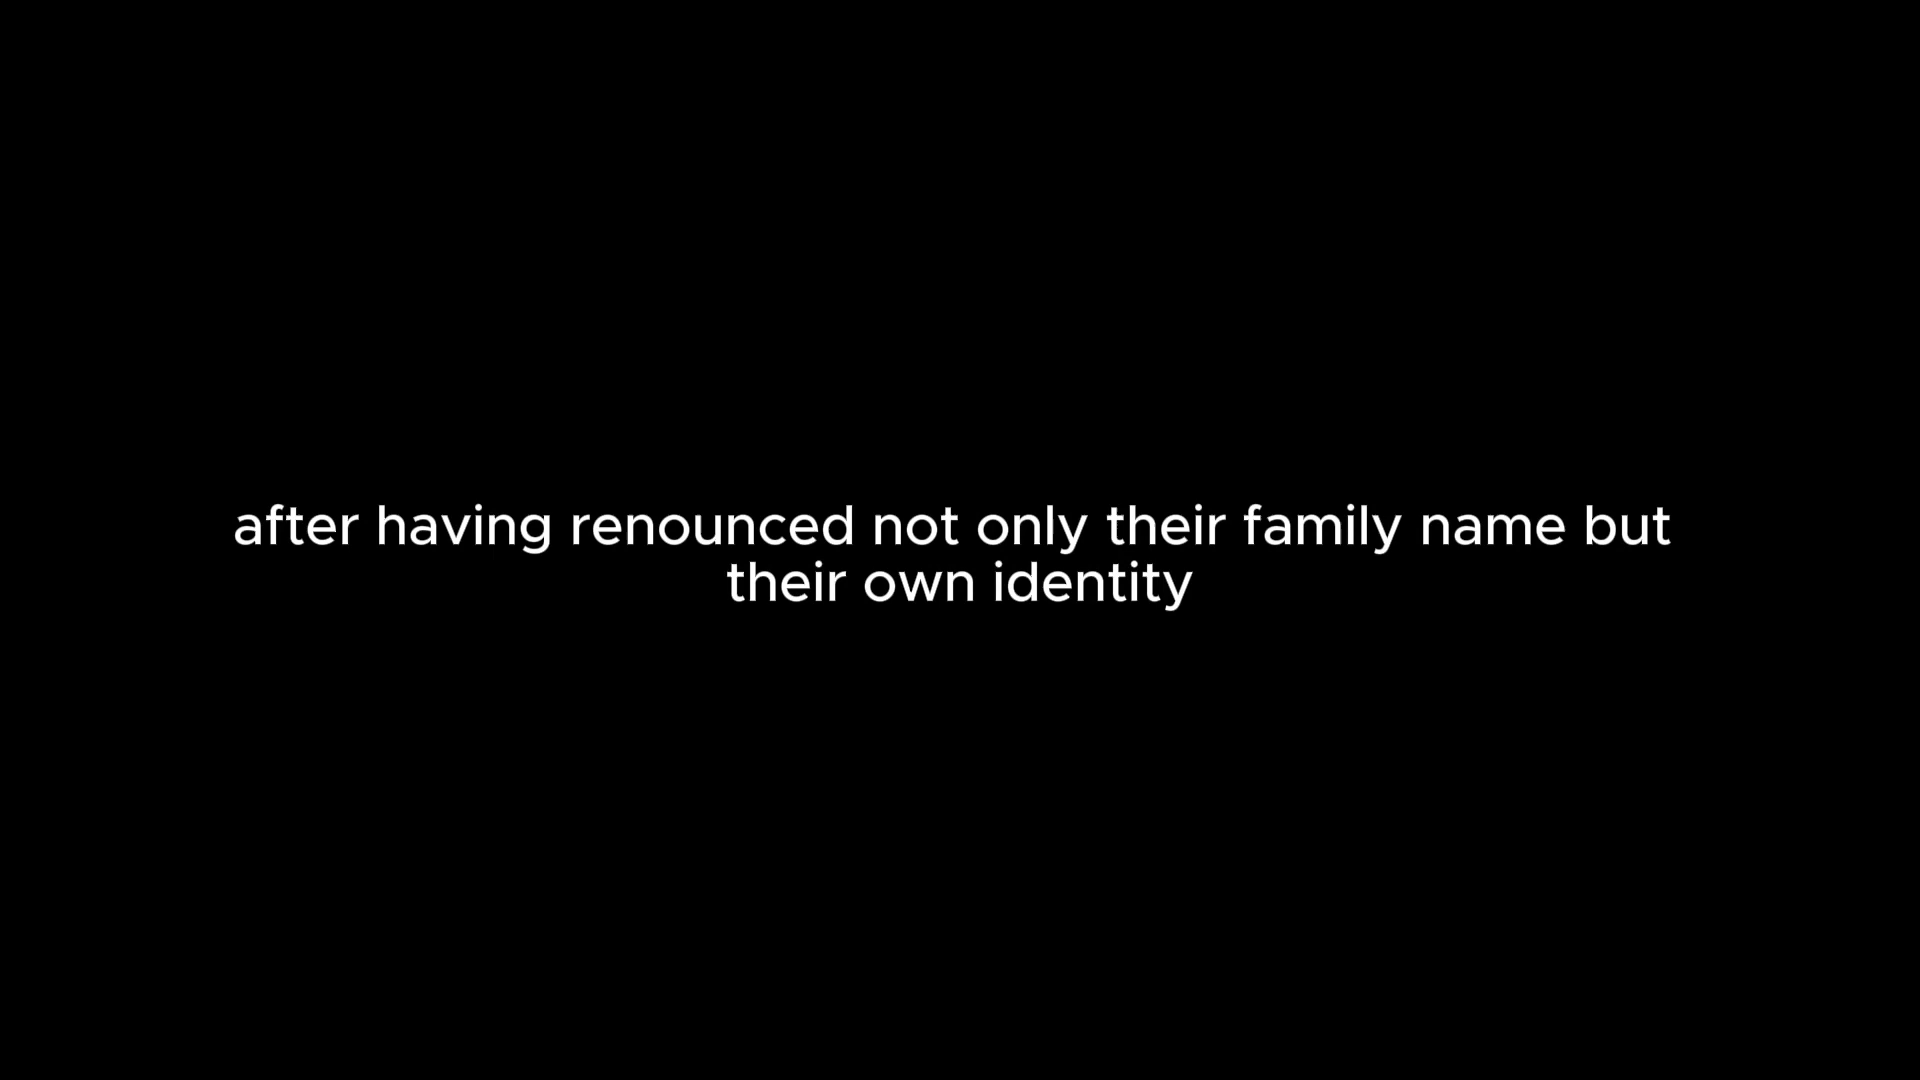 after having renounced not only their family name but
their own identity